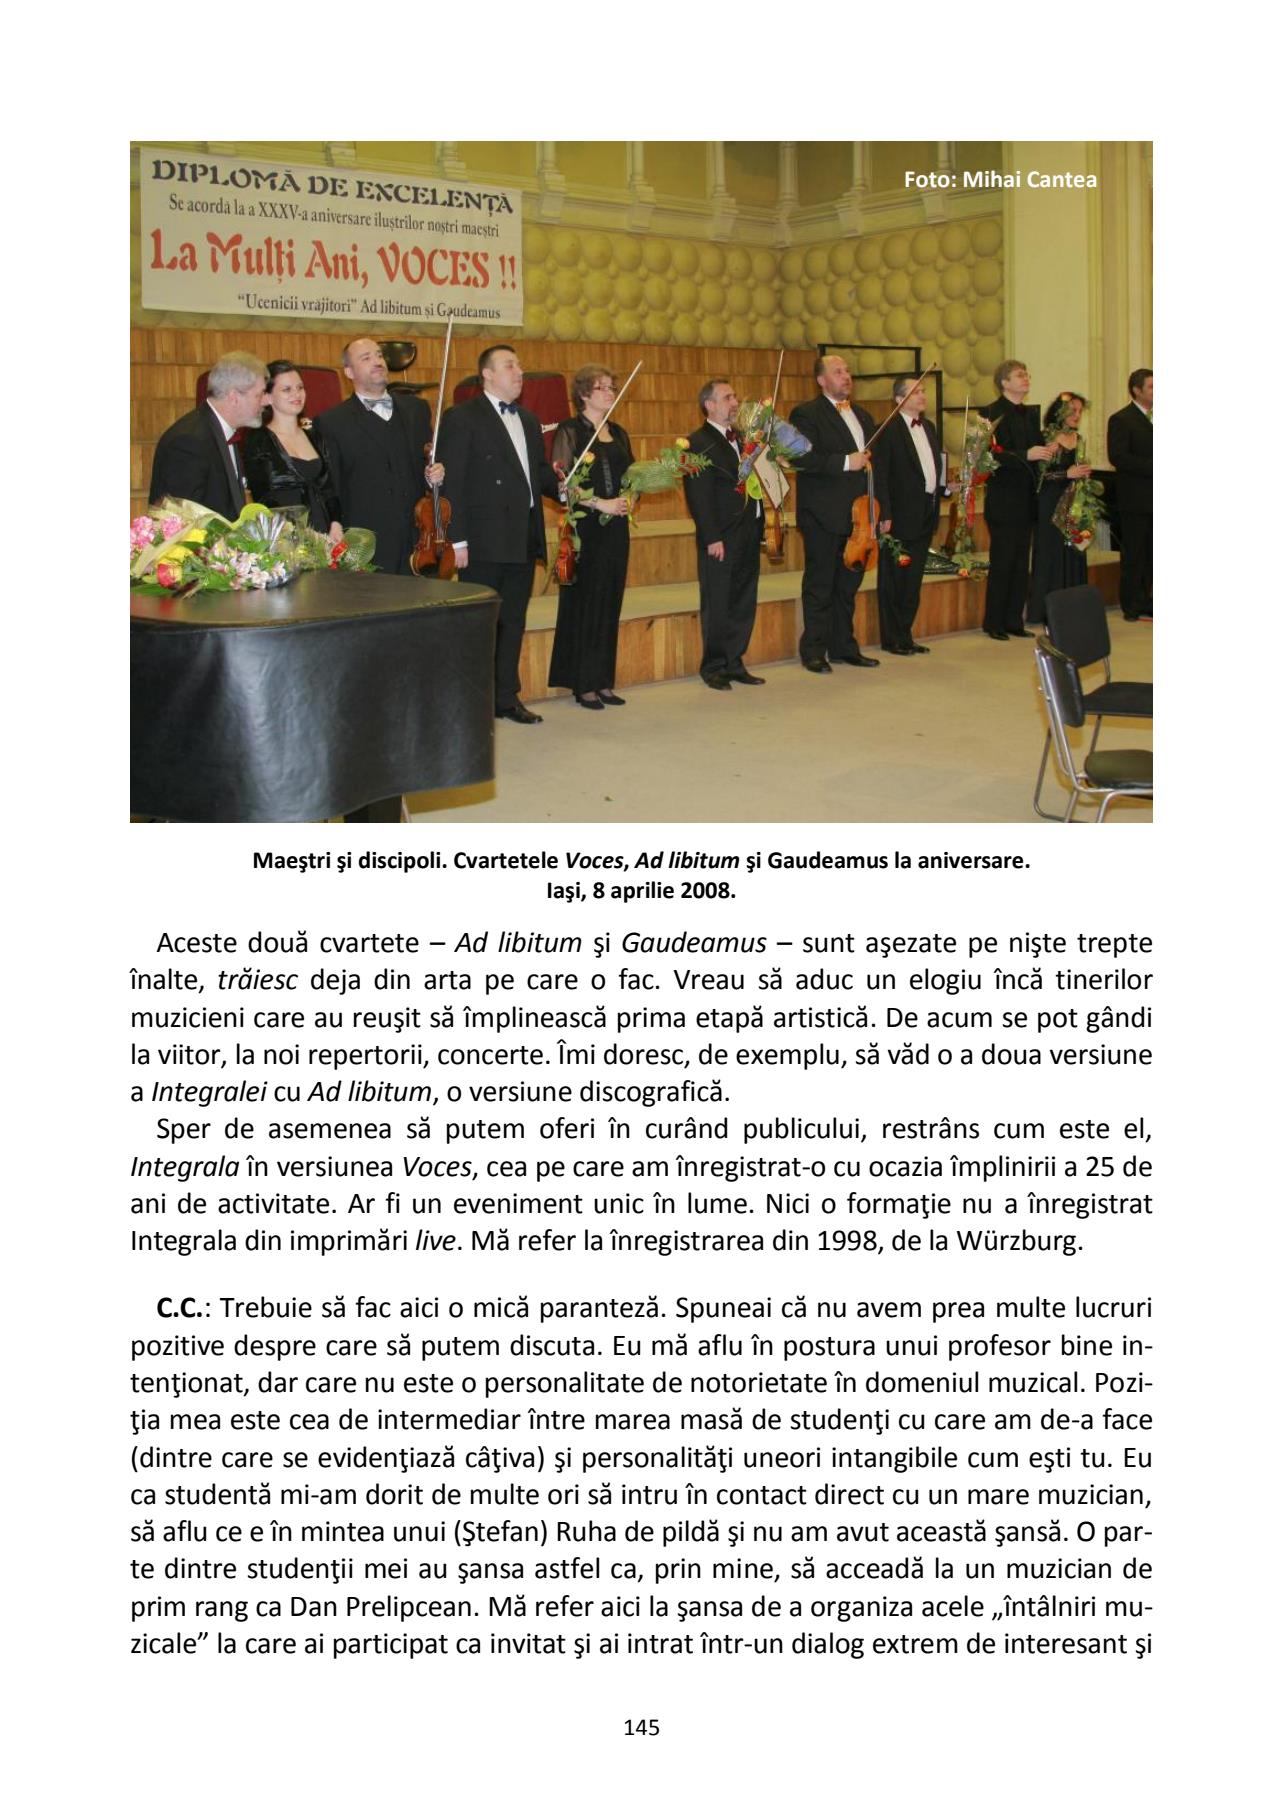 DIPLOMĂ DE EXCELENȚĂ
Se acordă la a XXXV-a aniversare iluștrilor noștri maeștri
La Mulți Ani, VOCES !!
“Ucenicii vrăjitori” Ad libitum și Gaudeamus
Foto: Mihai Cantea
Maeştri şi discipoli. Cvartetele Voces, Ad libitum şi Gaudeamus la aniversare.
Iaşi, 8 aprilie 2008.
Aceste două cvartete – Ad libitum şi Gaudeamus – sunt aşezate pe nişte trepte
înalte, trăiesc deja din arta pe care o fac. Vreau să aduc un elogiu încă tinerilor
muzicieni care au reuşit să împlinească prima etapă artistică. De acum se pot gândi
la viitor, la noi repertorii, concerte. Îmi doresc, de exemplu, să văd o a doua versiune
a Integralei cu Ad libitum, o versiune discografică.
Sper de asemenea să putem oferi în curând publicului, restrâns cum este el,
Integrala în versiunea Voces, cea pe care am înregistrat-o cu ocazia împlinirii a 25 de
ani de activitate. Ar fi un eveniment unic în lume. Nici o formaţie nu a înregistrat
Integrala din imprimări live. Mă refer la înregistrarea din 1998, de la Würzburg.
C.C.: Trebuie să fac aici o mică paranteză. Spuneai că nu avem prea multe lucruri
pozitive despre care să putem discuta. Eu mă aflu în postura unui profesor bine in-
tenţionat, dar care nu este o personalitate de notorietate în domeniul muzical. Pozi-
ţia mea este cea de intermediar între marea masă de studenţi cu care am de-a face
(dintre care se evidenţiază câţiva) şi personalităţi uneori intangibile cum eşti tu. Eu
ca studentă mi-am dorit de multe ori să intru în contact direct cu un mare muzician,
să aflu ce e în mintea unui (Ştefan) Ruha de pildă şi nu am avut această şansă. O par-
te dintre studenţii mei au şansa astfel ca, prin mine, să acceadă la un muzician de
prim rang ca Dan Prelipcean. Mă refer aici la şansa de a organiza acele „întâlniri mu-
zicale” la care ai participat ca invitat şi ai intrat într-un dialog extrem de interesant şi
145